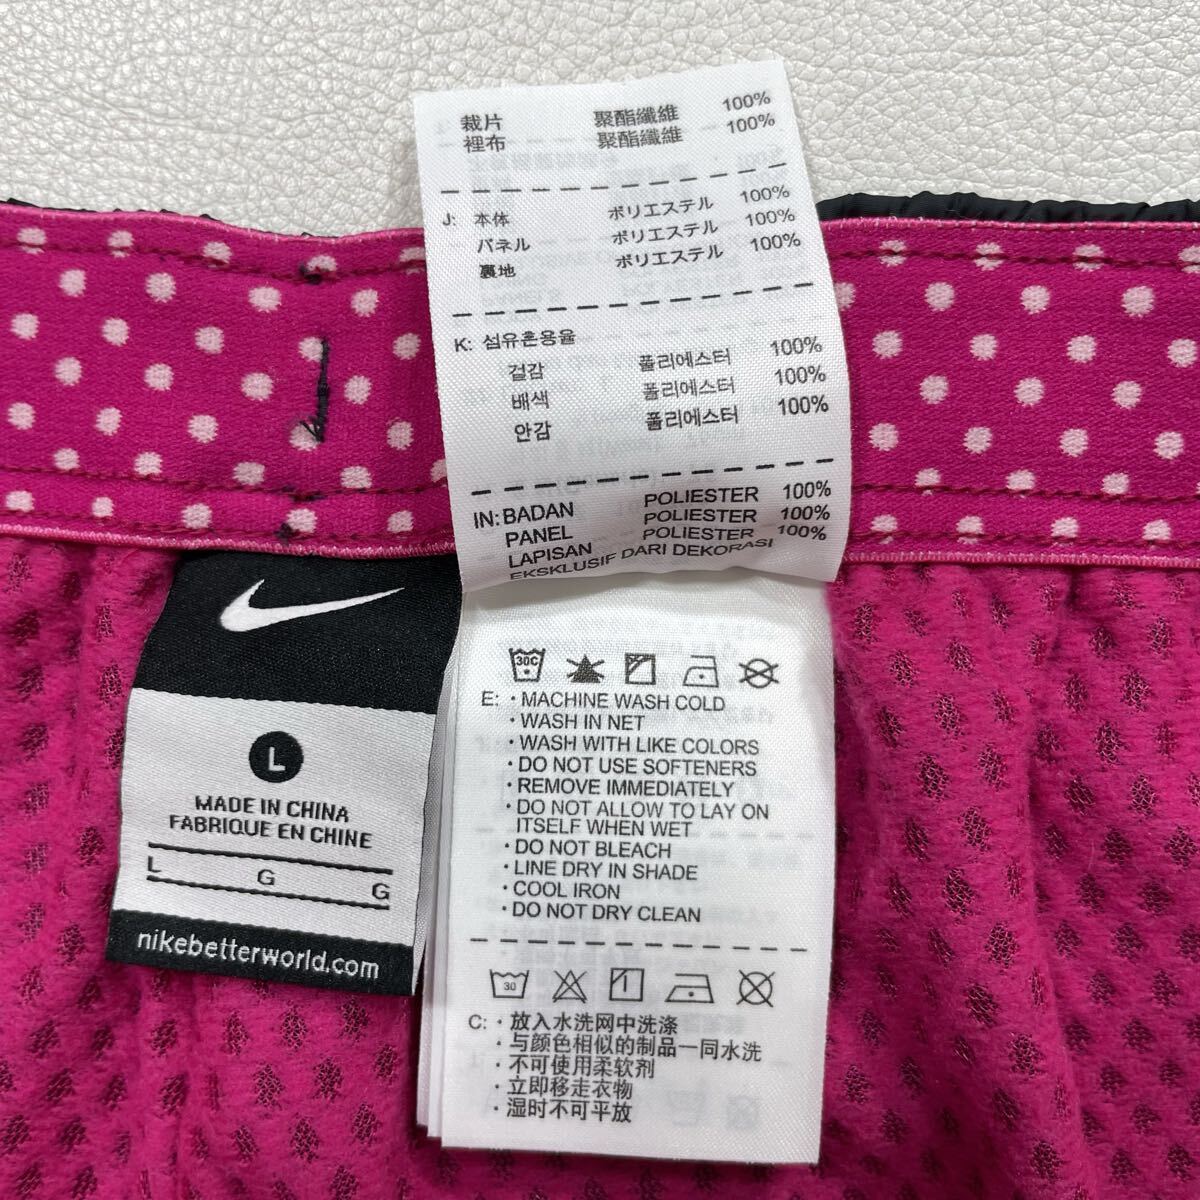 裁片 聚酯纖維 100%
裡布 聚酯纖維 100%
J: 本体 ポリエステル 100%
パネル ポリエステル 100%
裏地 ポリエステル 100%
K: 섬유혼용율
겉감 폴리에스터 100%
배색 폴리에스터 100%
안감 폴리에스터 100%
IN: BADAN POLIESTER 100%
PANEL POLIESTER 100%
LAPISAN POLIESTER 100%
EKSKLUSIF DARI DEKORASI
L
MADE IN CHINA
FABRIQUE EN CHINE
L G G
nikebetterworld.com
30C
E: · MACHINE WASH COLD
· WASH IN NET
· WASH WITH LIKE COLORS
· DO NOT USE SOFTENERS
· REMOVE IMMEDIATELY
· DO NOT ALLOW TO LAY ON
ITSELF WHEN WET
· DO NOT BLEACH
· LINE DRY IN SHADE
· COOL IRON
· DO NOT DRY CLEAN
30
C: · 放入水洗网中洗涤
· 与颜色相似的制品一同水洗
· 不可使用柔软剂
· 立即移走衣物
· 湿时不可平放